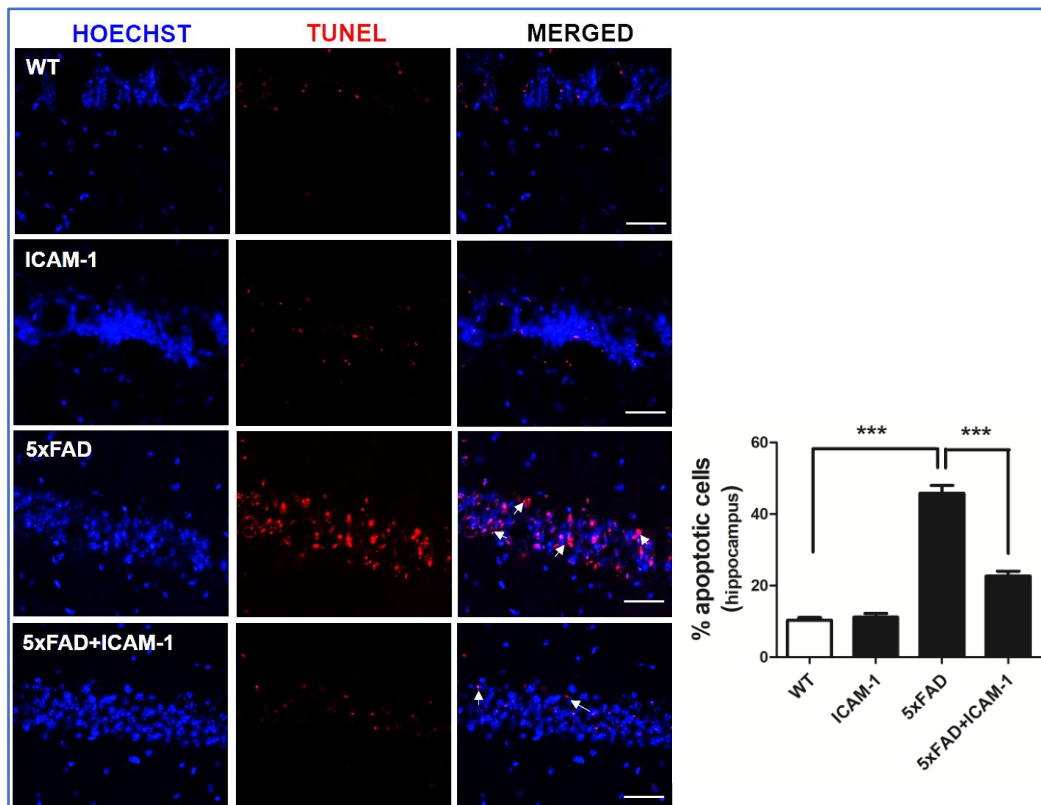 HOECHST TUNEL MERGED
WT
ICAM-1
5xFAD
5xFAD+ICAM-1
% apoptotic cells
(hippocampus)
60
40
20
0
*** ***
WT
ICAM-1
5xFAD
5xFAD+ICAM-1